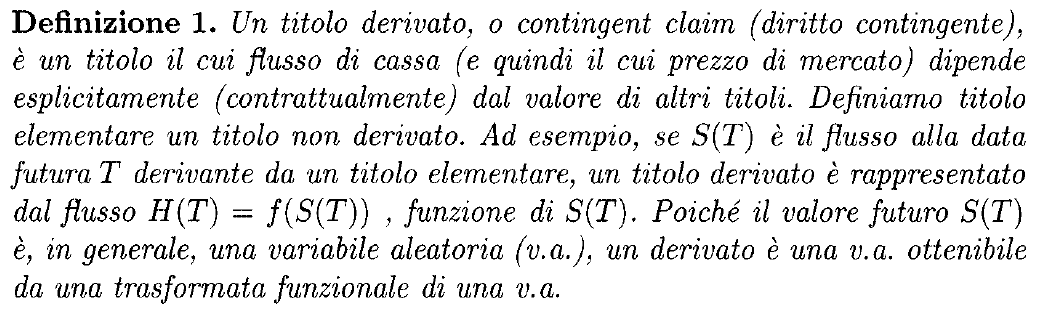 Definizione 1. Un titolo derivato, o contingent claim (diritto contingente),
è un titolo il cui flusso di cassa (e quindi il cui prezzo di mercato) dipende
esplicitamente (contrattualmente) dal valore di altri titoli. Definiamo titolo
elementare un titolo non derivato. Ad esempio, se S(T) è il flusso alla data
futura T derivante da un titolo elementare, un titolo derivato è rappresentato
dal flusso H(T) = f(S(T)) , funzione di S(T). Poiché il valore futuro S(T)
è, in generale, una variabile aleatoria (v.a.), un derivato è una v.a. ottenibile
da una trasformata funzionale di una v.a.